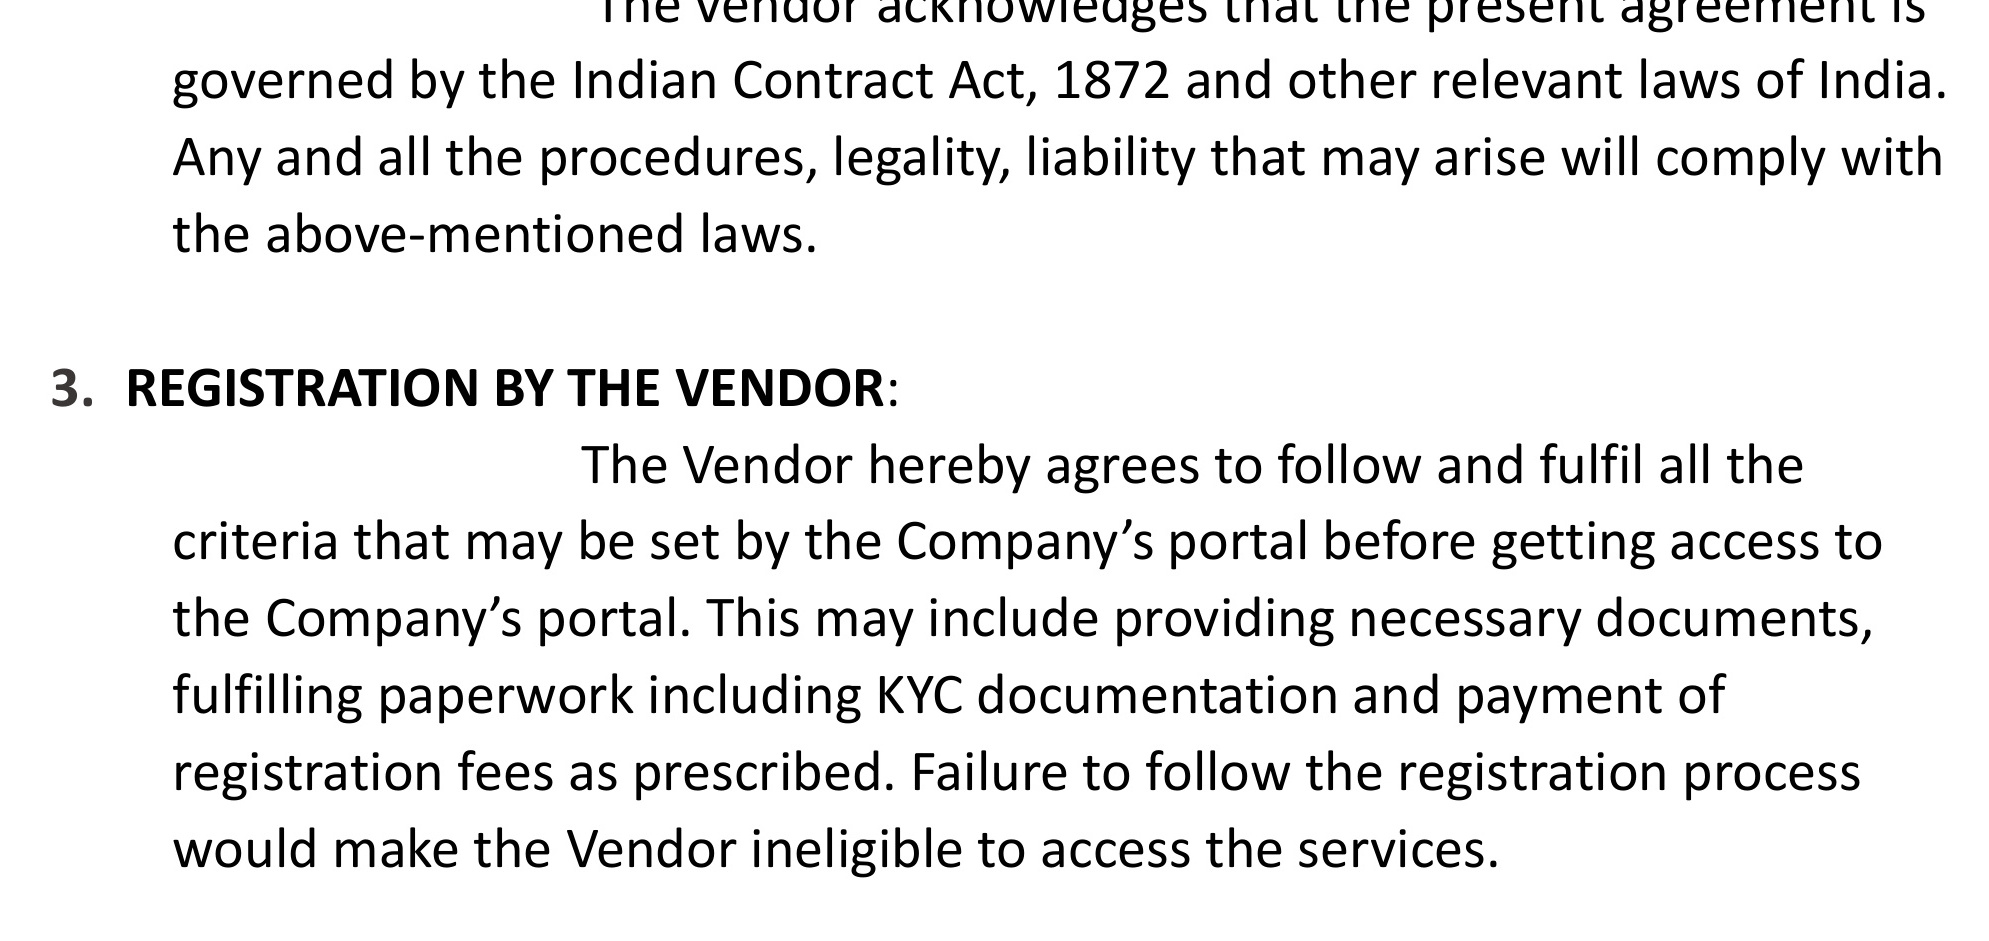 The vendor acknowledges that the present agreement is
governed by the Indian Contract Act, 1872 and other relevant laws of India.
Any and all the procedures, legality, liability that may arise will comply with
the above-mentioned laws.
3. REGISTRATION BY THE VENDOR:
The Vendor hereby agrees to follow and fulfil all the
criteria that may be set by the Company’s portal before getting access to
the Company’s portal. This may include providing necessary documents,
fulfilling paperwork including KYC documentation and payment of
registration fees as prescribed. Failure to follow the registration process
would make the Vendor ineligible to access the services.